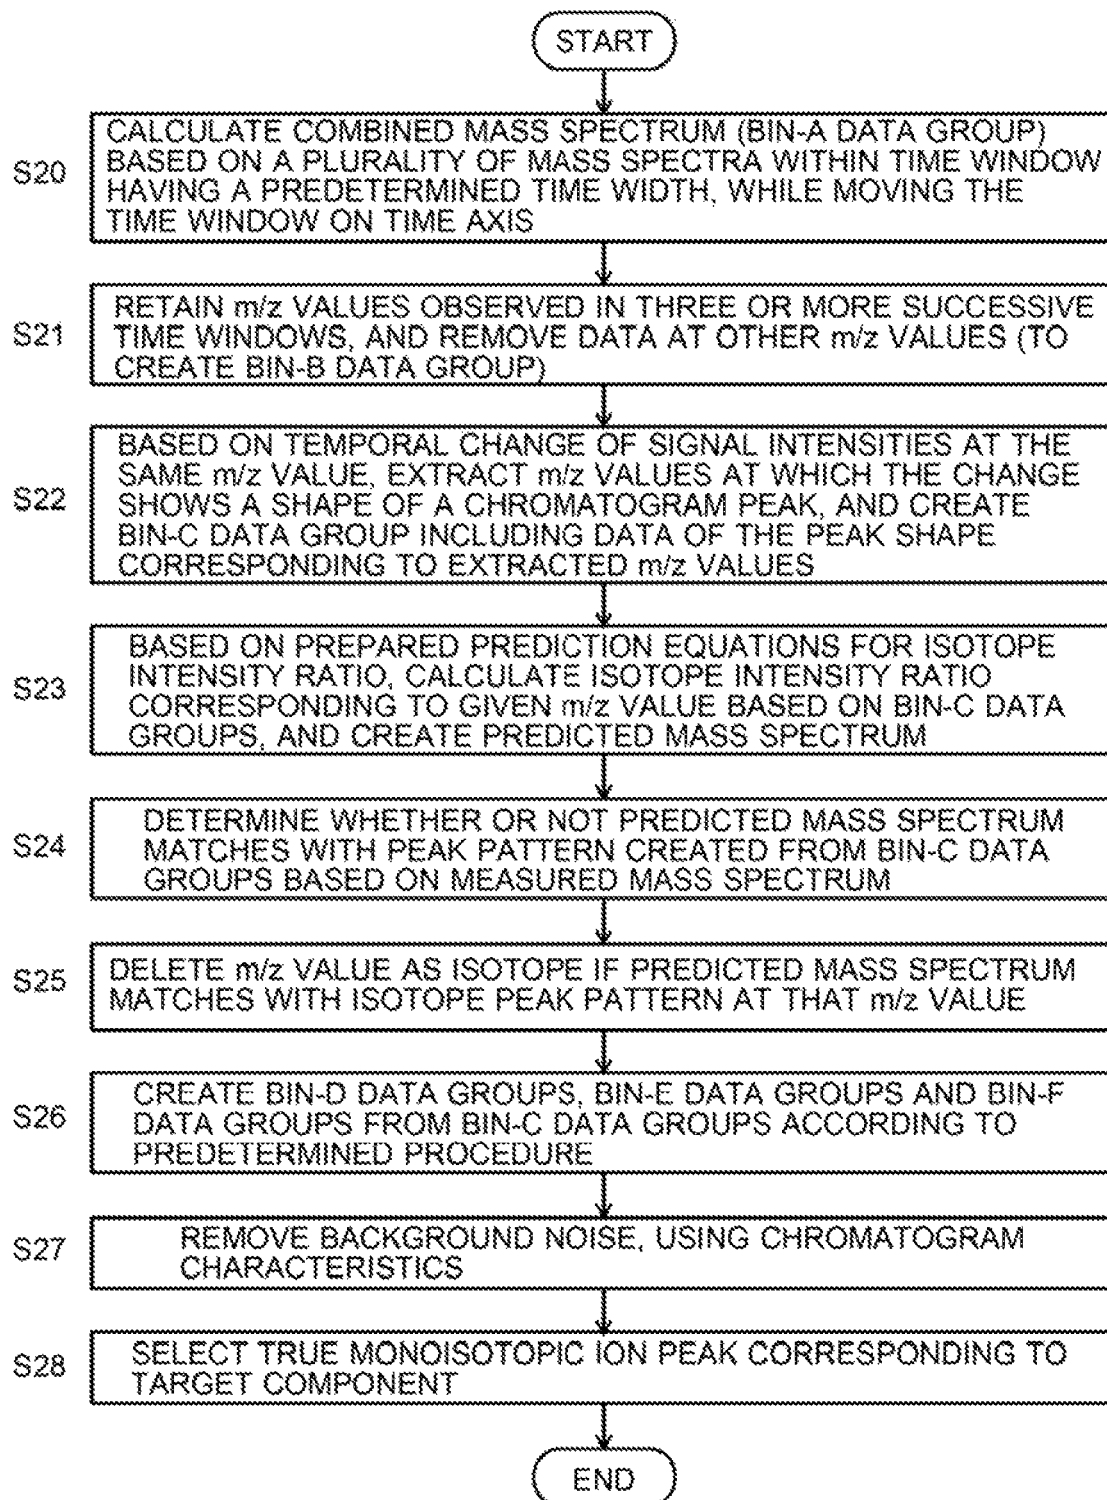 START
S20
CALCULATE COMBINED MASS SPECTRUM (BIN-A DATA GROUP)
BASED ON A PLURALITY OF MASS SPECTRA WITHIN TIME WINDOW
HAVING A PREDETERMINED TIME WIDTH, WHILE MOVING THE
TIME WINDOW ON TIME AXIS
S21
RETAIN m/z VALUES OBSERVED IN THREE OR MORE SUCCESSIVE
TIME WINDOWS, AND REMOVE DATA AT OTHER m/z VALUES (TO
CREATE BIN-B DATA GROUP)
S22
BASED ON TEMPORAL CHANGE OF SIGNAL INTENSITIES AT THE
SAME m/z VALUE, EXTRACT m/z VALUES AT WHICH THE CHANGE
SHOWS A SHAPE OF A CHROMATOGRAM PEAK, AND CREATE
BIN-C DATA GROUP INCLUDING DATA OF THE PEAK SHAPE
CORRESPONDING TO EXTRACTED m/z VALUES
S23
BASED ON PREPARED PREDICTION EQUATIONS FOR ISOTOPE
INTENSITY RATIO, CALCULATE ISOTOPE INTENSITY RATIO
CORRESPONDING TO GIVEN m/z VALUE BASED ON BIN-C DATA
GROUPS, AND CREATE PREDICTED MASS SPECTRUM
S24
DETERMINE WHETHER OR NOT PREDICTED MASS SPECTRUM
MATCHES WITH PEAK PATTERN CREATED FROM BIN-C DATA
GROUPS BASED ON MEASURED MASS SPECTRUM
S25
DELETE m/z VALUE AS ISOTOPE IF PREDICTED MASS SPECTRUM
MATCHES WITH ISOTOPE PEAK PATTERN AT THAT m/z VALUE
S26
CREATE BIN-D DATA GROUPS, BIN-E DATA GROUPS AND BIN-F
DATA GROUPS FROM BIN-C DATA GROUPS ACCORDING TO
PREDETERMINED PROCEDURE
S27
REMOVE BACKGROUND NOISE, USING CHROMATOGRAM
CHARACTERISTICS
S28
SELECT TRUE MONOISOTOPIC ION PEAK CORRESPONDING TO
TARGET COMPONENT
END